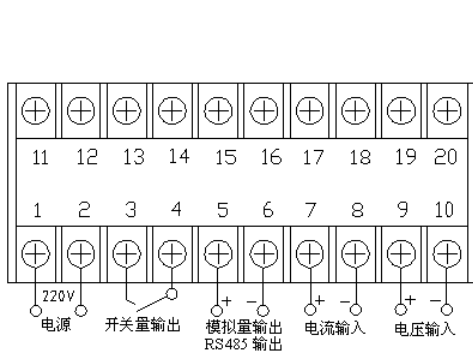 11 12 13 14 15 16 17 18 19 20
1 2 3 4 5 6 7 8 9 10
220V + − + − + −
电源 开关量输出 模拟量输出 电流输入 电压输入
RS485 输出